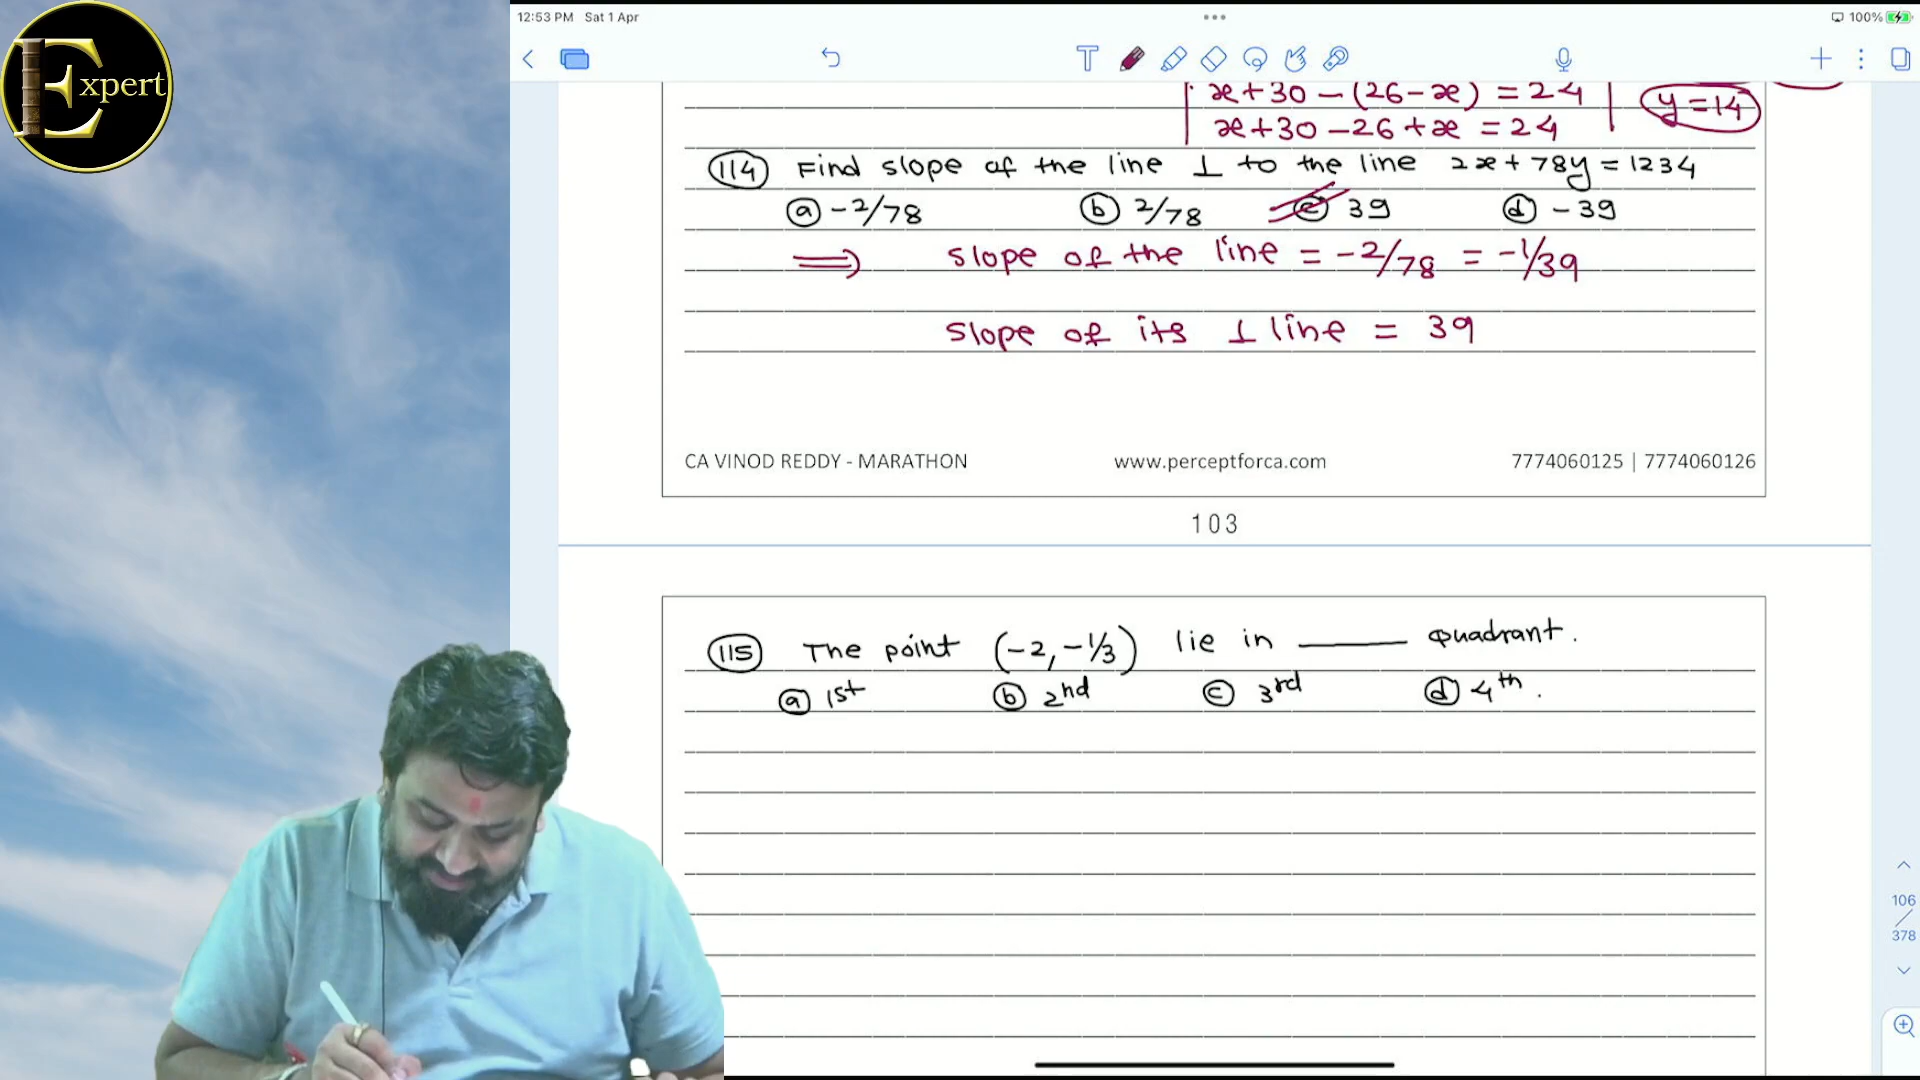 Expert
12:53 PM Sat 1 Apr
100%
x+30-(26-x) = 24
y=14
x+30-26+x = 24
114 Find slope of the line ⊥ to the line 2x+78y=1234
a -2/78 b 2/78 c 39 d -39
⟹ slope of the line = -2/78 = -1/39
slope of its ⊥ line = 39
CA VINOD REDDY - MARATHON www.perceptforca.com 7774060125 | 7774060126
103
115 The point (-2, -1/3) lie in ______ quadrant.
a 1st b 2nd c 3rd d 4th.
106
378